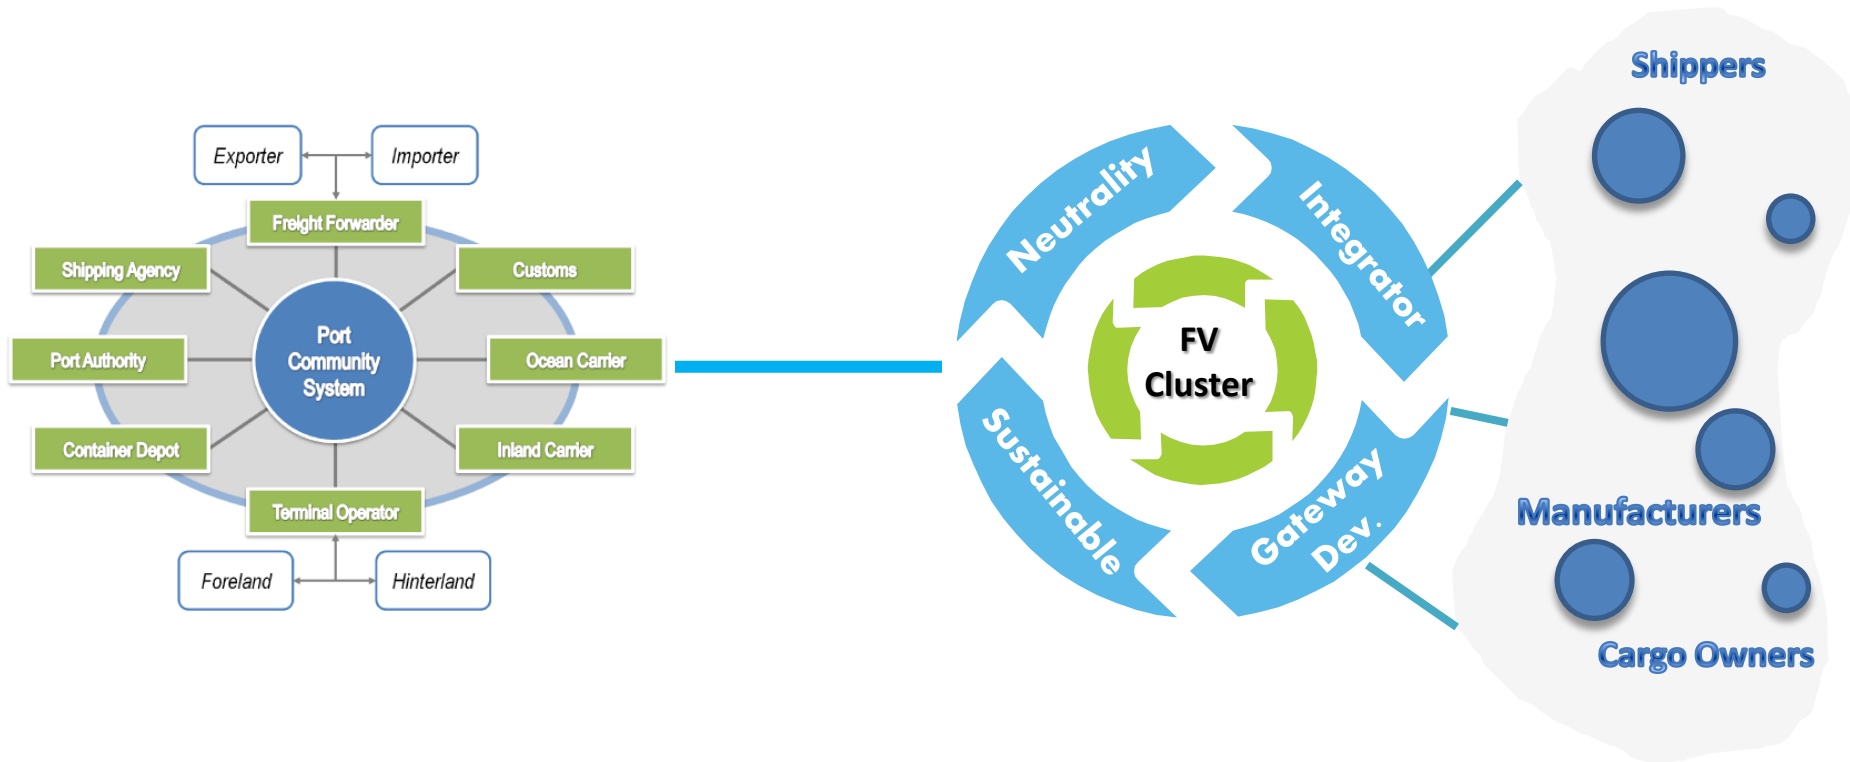 Exporter
Importer
Freight Forwarder
Shipping Agency
Customs
Port
Community
System
Port Authority
Ocean Carrier
Container Depot
Inland Carrier
Terminal Operator
Foreland
Hinterland
Neutrality
Integrator
FV
Cluster
Sustainable
Gateway
Dev.
Shippers
Manufacturers
Cargo Owners